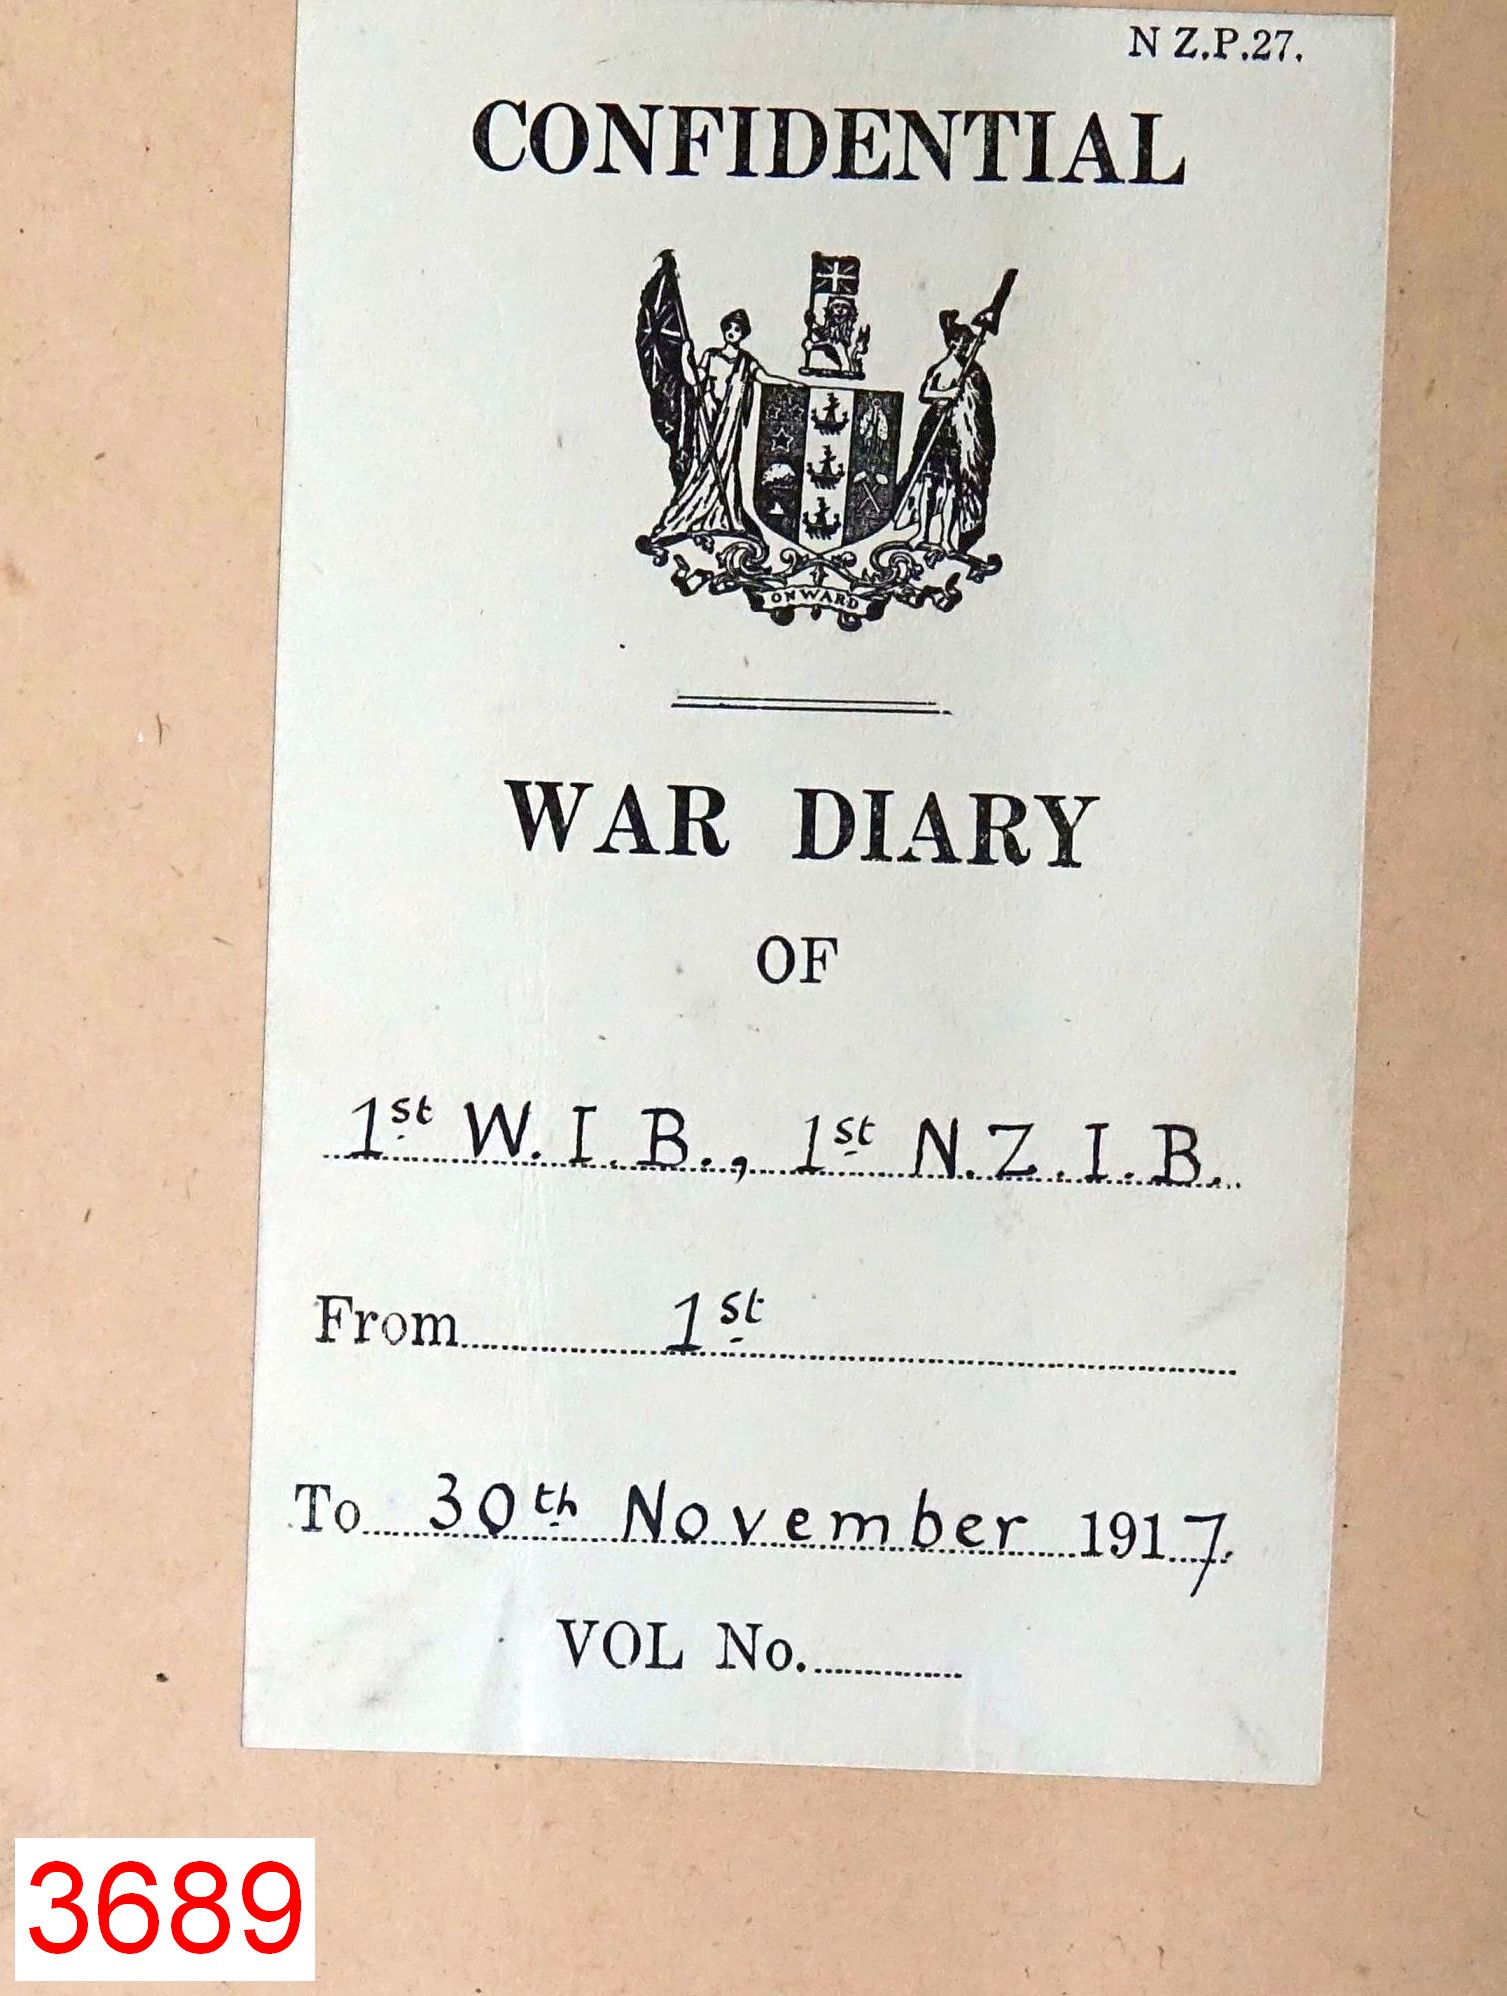 N Z.P.27.
CONFIDENTIAL
ONWARD
WAR DIARY
OF
1st W. I. B., 1st N.Z.I.B.
From 1st
To 30th November 1917.
VOL No.
3689